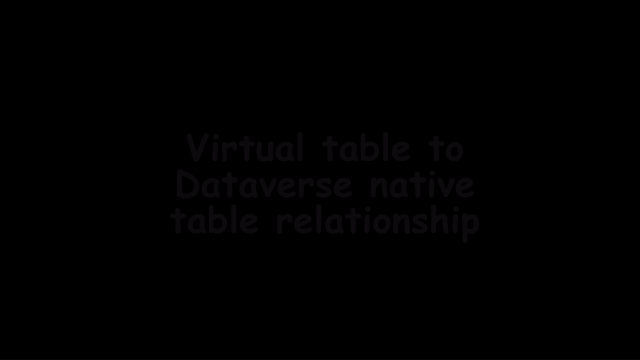 Virtual table to
Dataverse native
table relationship